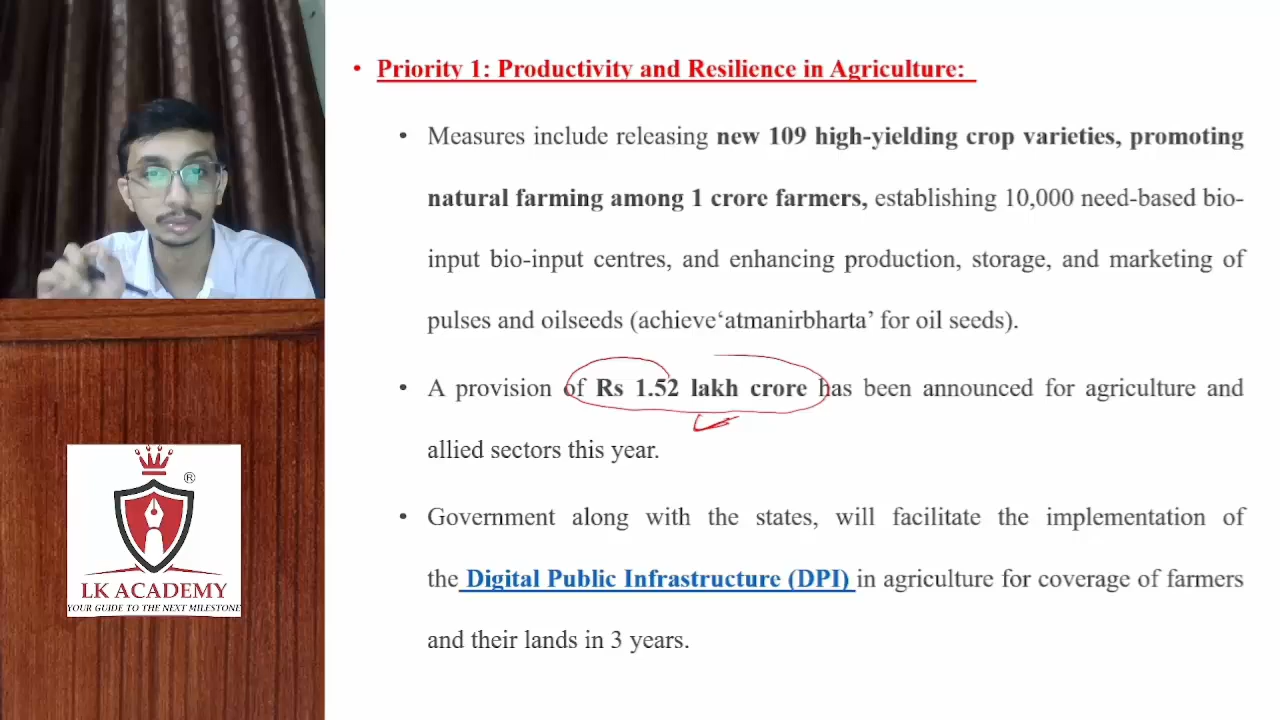 • Priority 1: Productivity and Resilience in Agriculture:
• Measures include releasing new 109 high-yielding crop varieties, promoting
natural farming among 1 crore farmers, establishing 10,000 need-based bio-
input bio-input centres, and enhancing production, storage, and marketing of
pulses and oilseeds (achieve‘atmanirbharta’ for oil seeds).
• A provision of Rs 1.52 lakh crore has been announced for agriculture and
allied sectors this year.
• Government along with the states, will facilitate the implementation of
the Digital Public Infrastructure (DPI) in agriculture for coverage of farmers
and their lands in 3 years.
®
LK ACADEMY
YOUR GUIDE TO THE NEXT MILESTONE